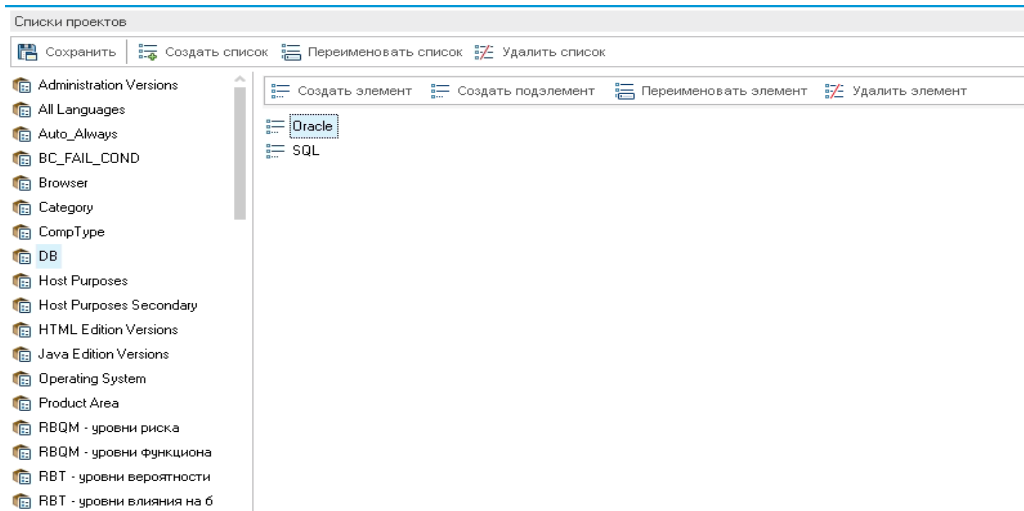 Списки проектов
Сохранить Создать список Переименовать список Удалить список
Administration Versions
All Languages
Auto_Always
BC_FAIL_COND
Browser
Category
CompType
DB
Host Purposes
Host Purposes Secondary
HTML Edition Versions
Java Edition Versions
Operating System
Product Area
RBQM - уровни риска
RBQM - уровни функциона
RBT - уровни вероятности
RBT - уровни влияния на б
Создать элемент Создать подэлемент Переименовать элемент Удалить элемент
Oracle
SQL